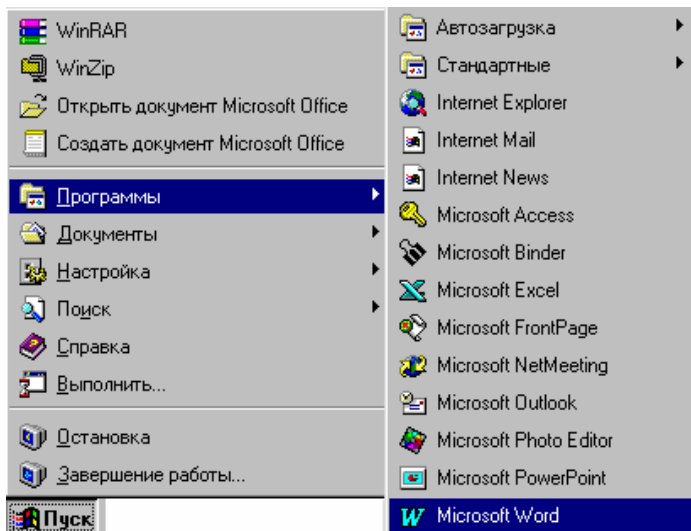 WinRAR
WinZip
Открыть документ Microsoft Office
Создать документ Microsoft Office
Программы
Документы
Настройка
Поиск
Справка
Выполнить...
Остановка
Завершение работы...
Пуск
Автозагрузка
Стандартные
Internet Explorer
Internet Mail
Internet News
Microsoft Access
Microsoft Binder
Microsoft Excel
Microsoft FrontPage
Microsoft NetMeeting
Microsoft Outlook
Microsoft Photo Editor
Microsoft PowerPoint
Microsoft Word